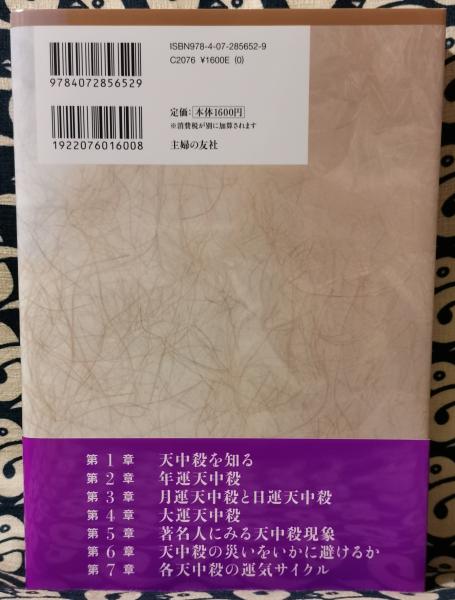 ISBN978-4-07-285652-9
C2076 ¥1600E (0)
9784072856529
定価：本体1600円
※消費税が別に加算されます
1922076016008
主婦の友社
第1章 天中殺を知る
第2章 年運天中殺
第3章 月運天中殺と日運天中殺
第4章 大運天中殺
第5章 著名人にみる天中殺現象
第6章 天中殺の災いをいかに避けるか
第7章 各天中殺の運気サイクル